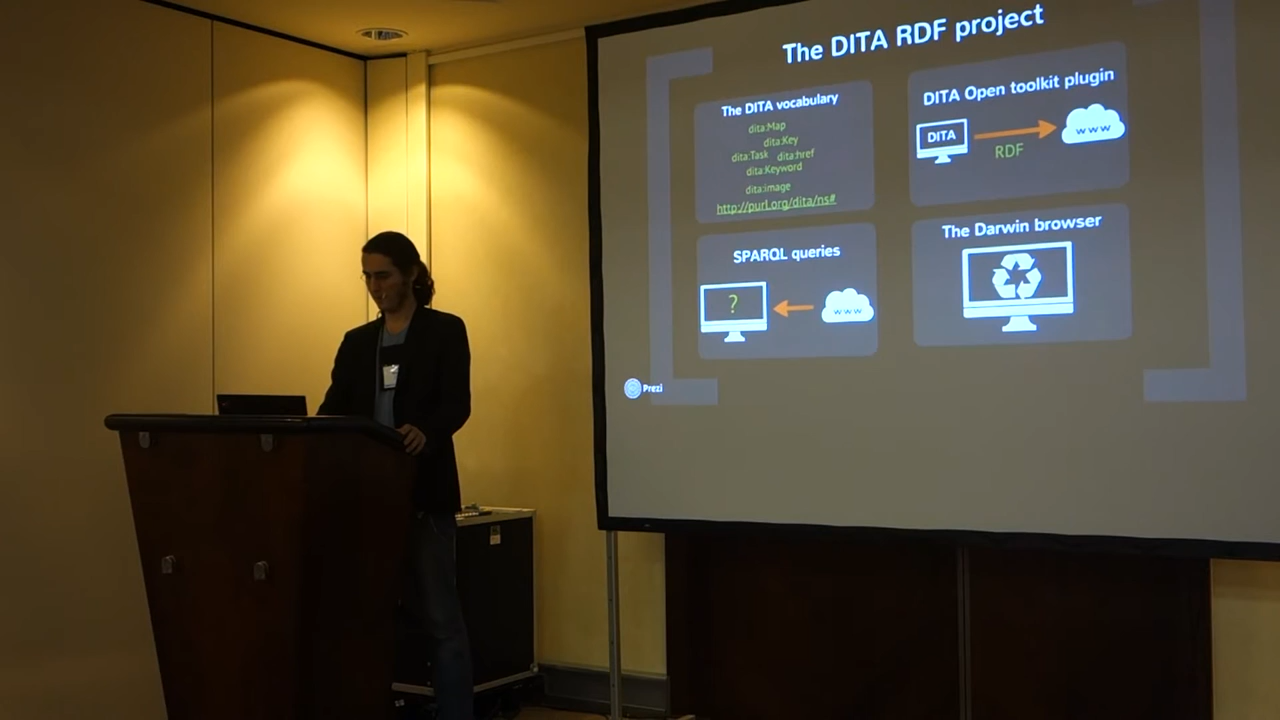 The DITA RDF project
The DITA vocabulary
dita:Map
dita:Key
dita:Task dita:href
dita:Keyword
dita:image
http://purl.org/dita/ns#
DITA Open toolkit plugin
DITA
www
RDF
SPARQL queries
?
www
The Darwin browser
Prezi